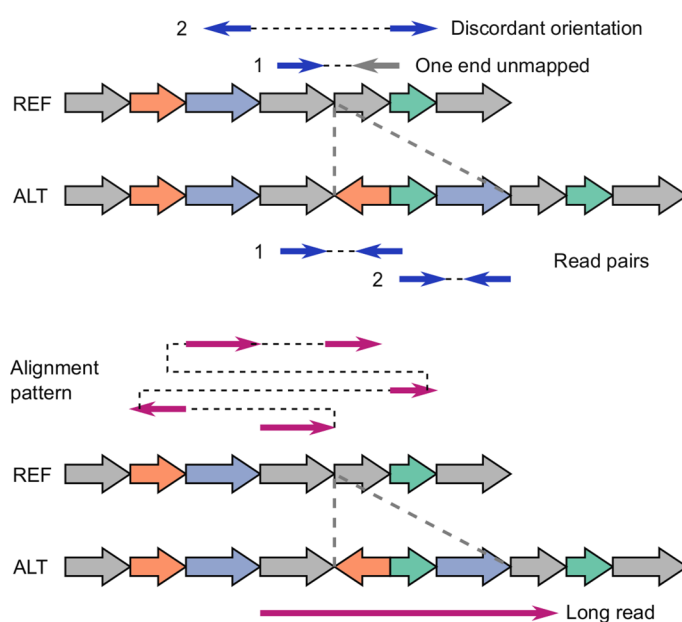 2 Discordant orientation
1 One end unmapped
REF
ALT
1
2 Read pairs
Alignment
pattern
REF
ALT
Long read